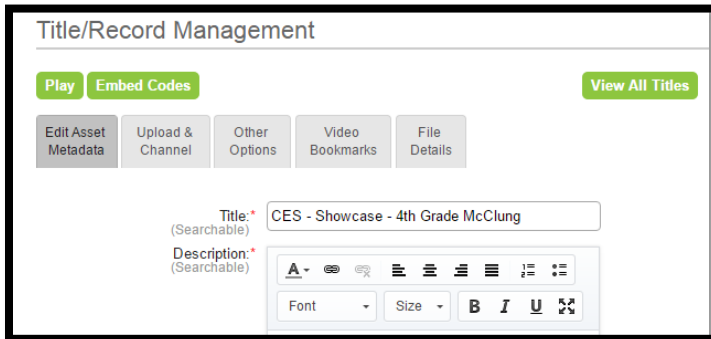 Title/Record Management
Play Embed Codes View All Titles
Edit Asset Metadata
Upload & Channel
Other Options
Video Bookmarks
File Details
Title:* CES - Showcase - 4th Grade McClung
(Searchable)
Description:*
(Searchable)
A
Font Size B I U